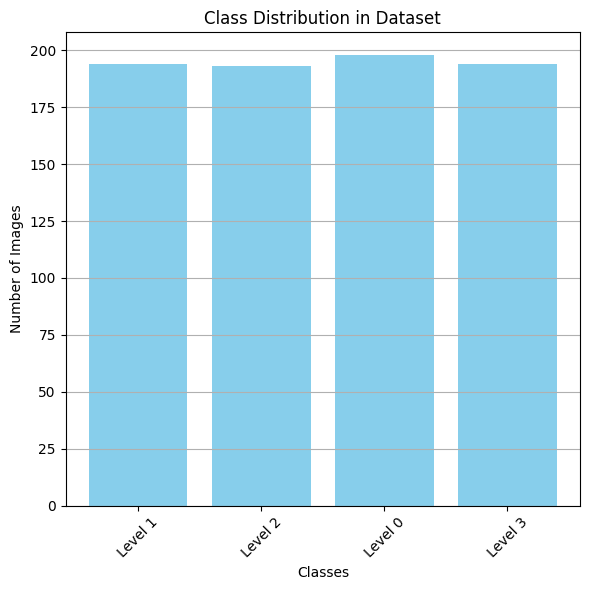 Class Distribution in Dataset
Number of Images
200
175
150
125
100
75
50
25
0
Level 1
Level 2
Level 0
Level 3
Classes